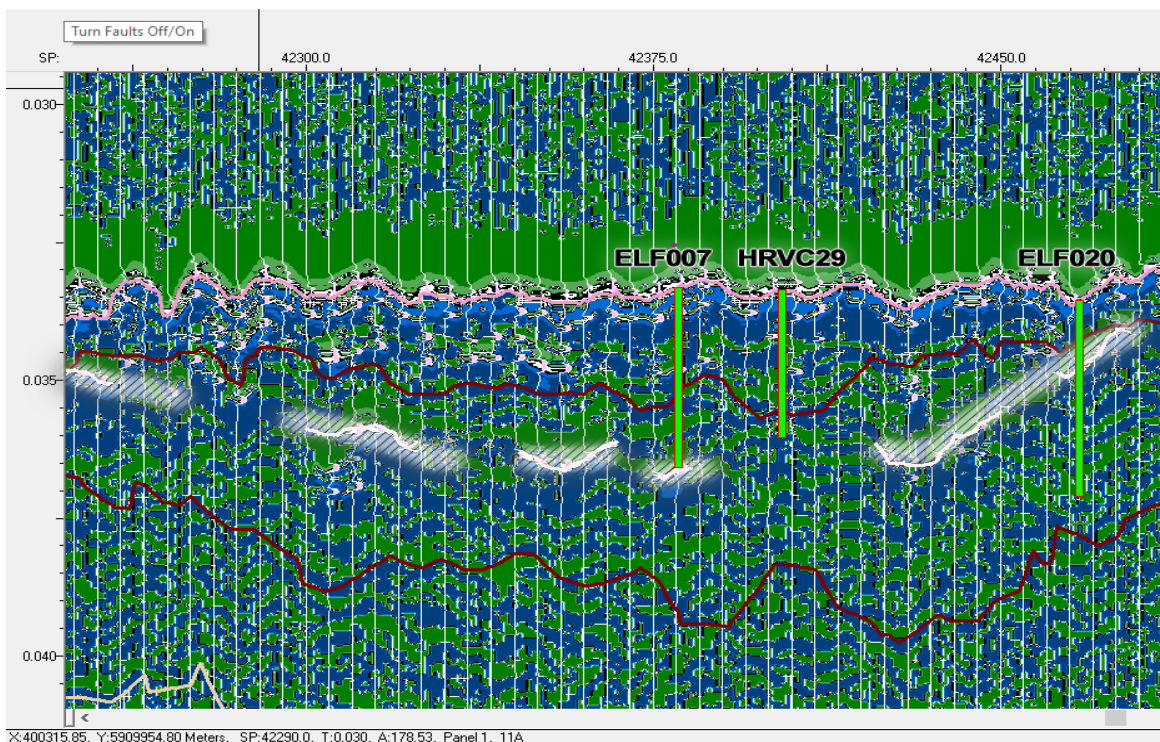 Turn Faults Off/On
SP: 42300.0 42375.0 42450.0
0.030
ELF007 HRVC29 ELF020
0.035
0.040
<
X:400315.85, Y:5909954.80 Meters, SP:42290.0, T:0.030, A:178.53, Panel 1, 11A